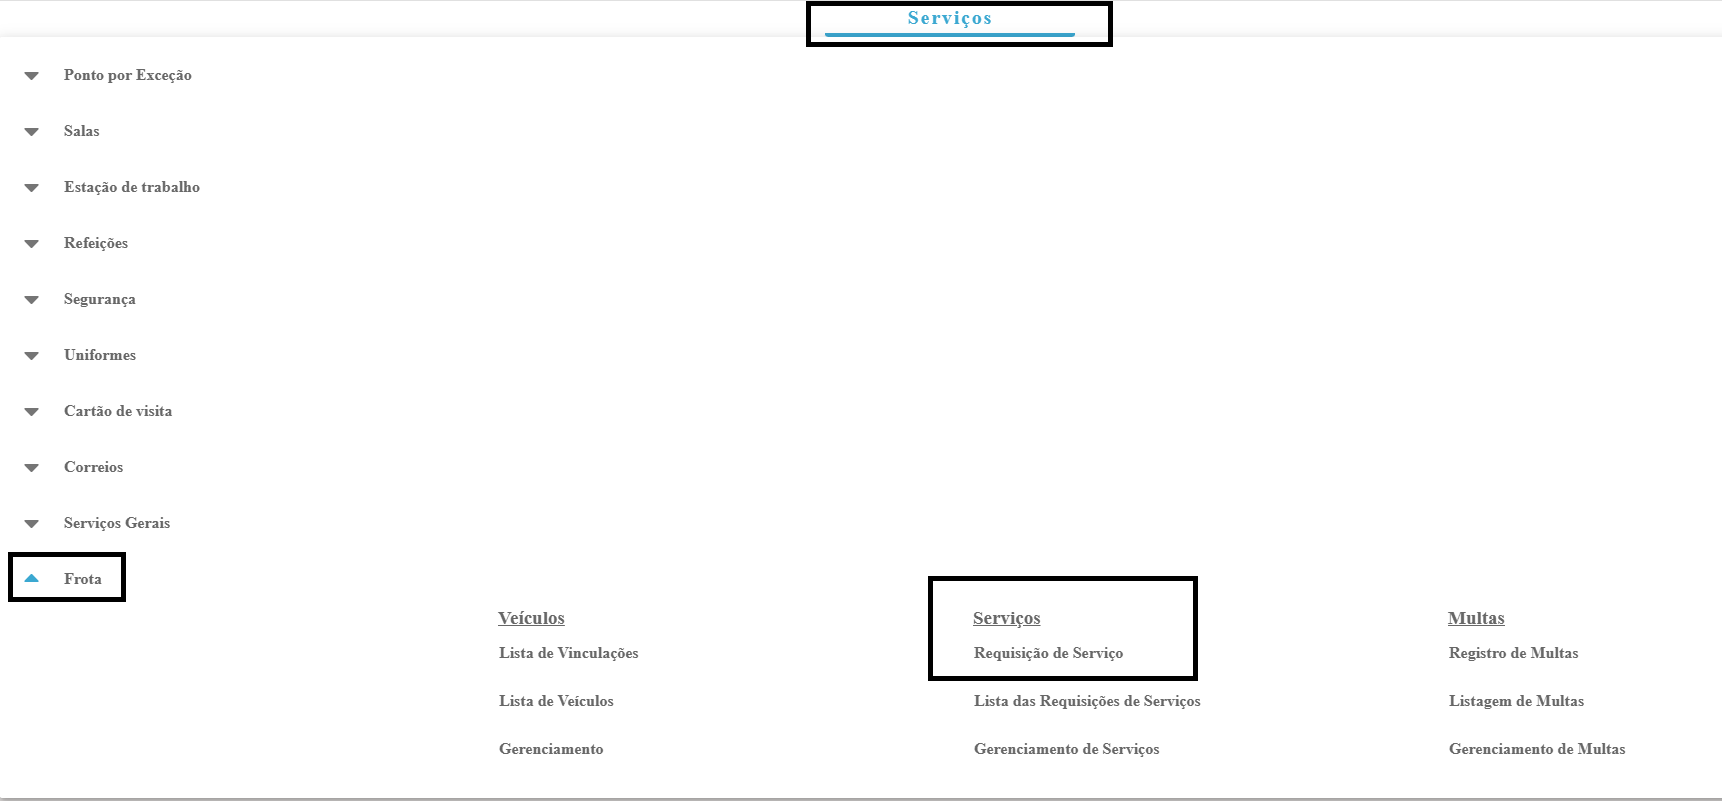 Serviços
Ponto por Exceção
Salas
Estação de trabalho
Refeições
Segurança
Uniformes
Cartão de visita
Correios
Serviços Gerais
Frota
Veículos
Lista de Vinculações
Lista de Veículos
Gerenciamento
Serviços
Requisição de Serviço
Lista das Requisições de Serviços
Gerenciamento de Serviços
Multas
Registro de Multas
Listagem de Multas
Gerenciamento de Multas